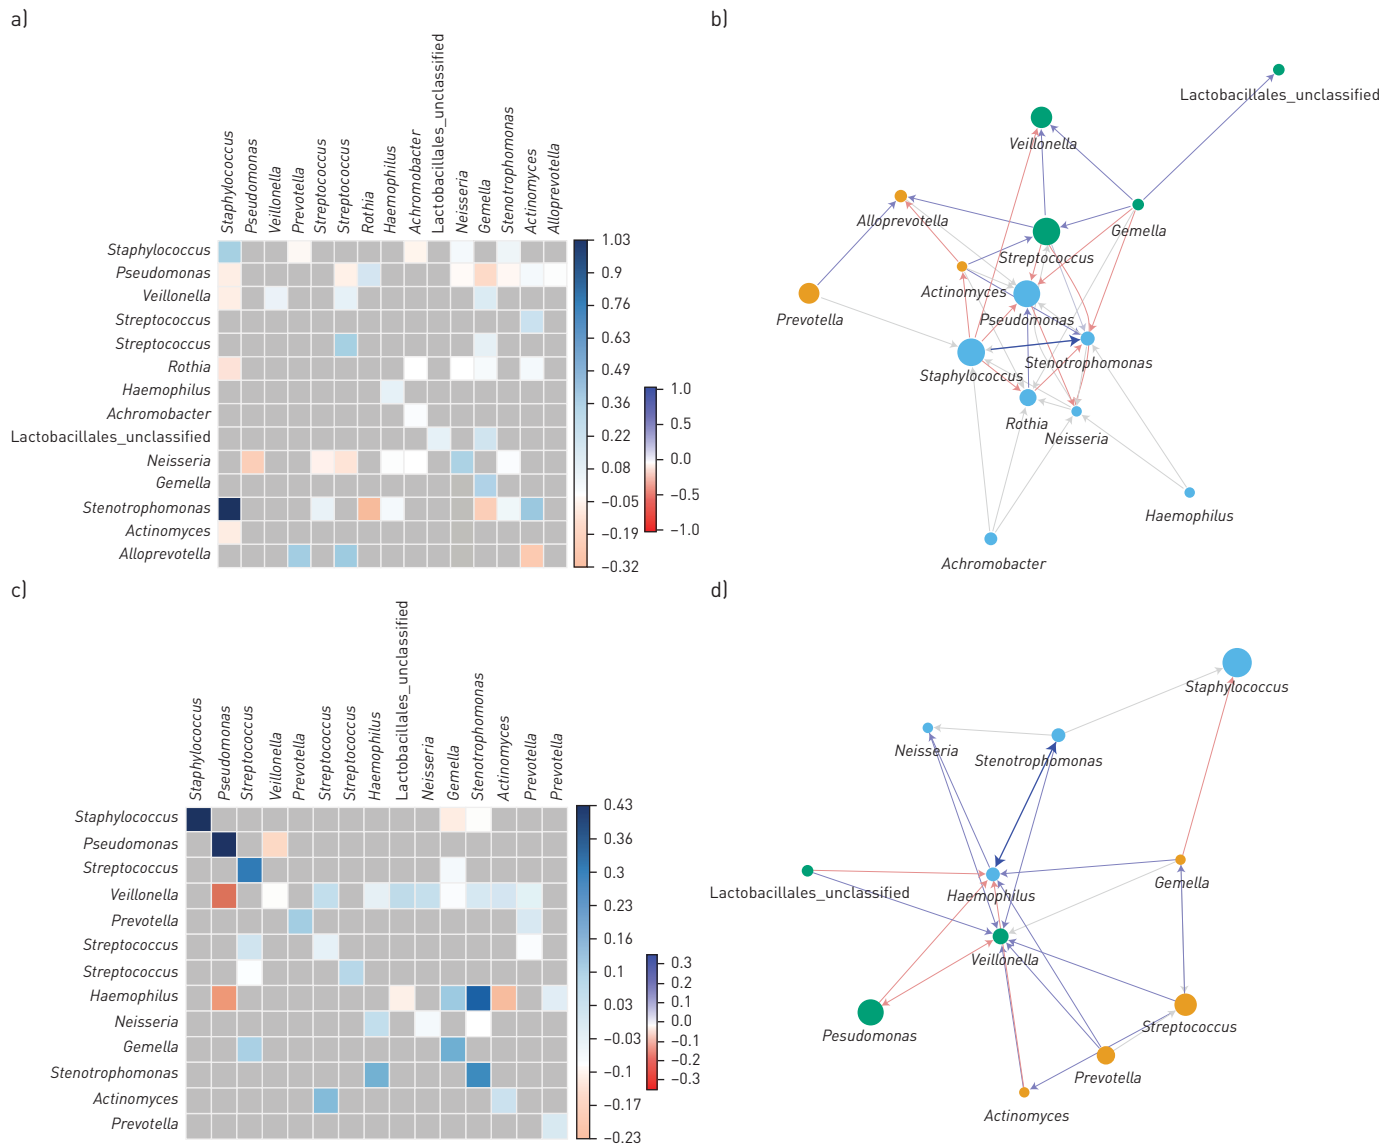 a)
Staphylococcus
Pseudomonas
Veillonella
Prevotella
Streptococcus
Streptococcus
Rothia
Haemophilus
Achromobacter
Lactobacillales_unclassified
Neisseria
Gemella
Stenotrophomonas
Actinomyces
Alloprevotella
Staphylococcus
Pseudomonas
Veillonella
Streptococcus
Streptococcus
Rothia
Haemophilus
Achromobacter
Lactobacillales_unclassified
Neisseria
Gemella
Stenotrophomonas
Actinomyces
Alloprevotella
1.03
0.9
0.76
0.63
0.49
0.36
0.22
0.08
−0.05
−0.19
−0.32
1.0
0.5
0.0
−0.5
−1.0
b)
Lactobacillales_unclassified
Veillonella
Alloprevotella
Gemella
Streptococcus
Actinomyces
Prevotella
Pseudomonas
Stenotrophomonas
Staphylococcus
Rothia
Neisseria
Haemophilus
Achromobacter
c)
Staphylococcus
Pseudomonas
Streptococcus
Veillonella
Prevotella
Streptococcus
Streptococcus
Haemophilus
Lactobacillales_unclassified
Neisseria
Gemella
Stenotrophomonas
Actinomyces
Prevotella
Prevotella
Staphylococcus
Pseudomonas
Streptococcus
Veillonella
Prevotella
Streptococcus
Streptococcus
Haemophilus
Neisseria
Gemella
Stenotrophomonas
Actinomyces
Prevotella
0.43
0.36
0.3
0.23
0.16
0.1
0.03
−0.03
−0.1
−0.17
−0.23
0.3
0.2
0.1
0.0
−0.1
−0.2
−0.3
d)
Staphylococcus
Neisseria
Stenotrophomonas
Gemella
Lactobacillales_unclassified
Haemophilus
Veillonella
Streptococcus
Pesudomonas
Prevotella
Actinomyces